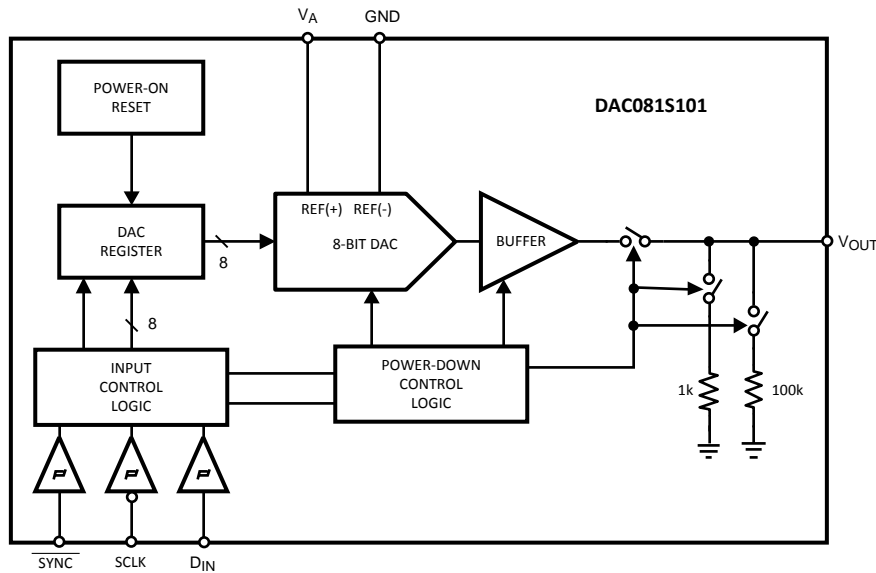 VA
GND
POWER-ON
RESET
DAC081S101
DAC
REGISTER
8
REF(+)
REF(-)
8-BIT DAC
BUFFER
VOUT
8
INPUT
CONTROL
LOGIC
POWER-DOWN
CONTROL
LOGIC
1k
100k
SYNC
SCLK
DIN